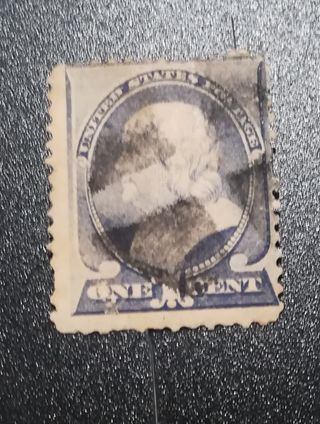 UNITED STATES POSTAGE
ONE CENT